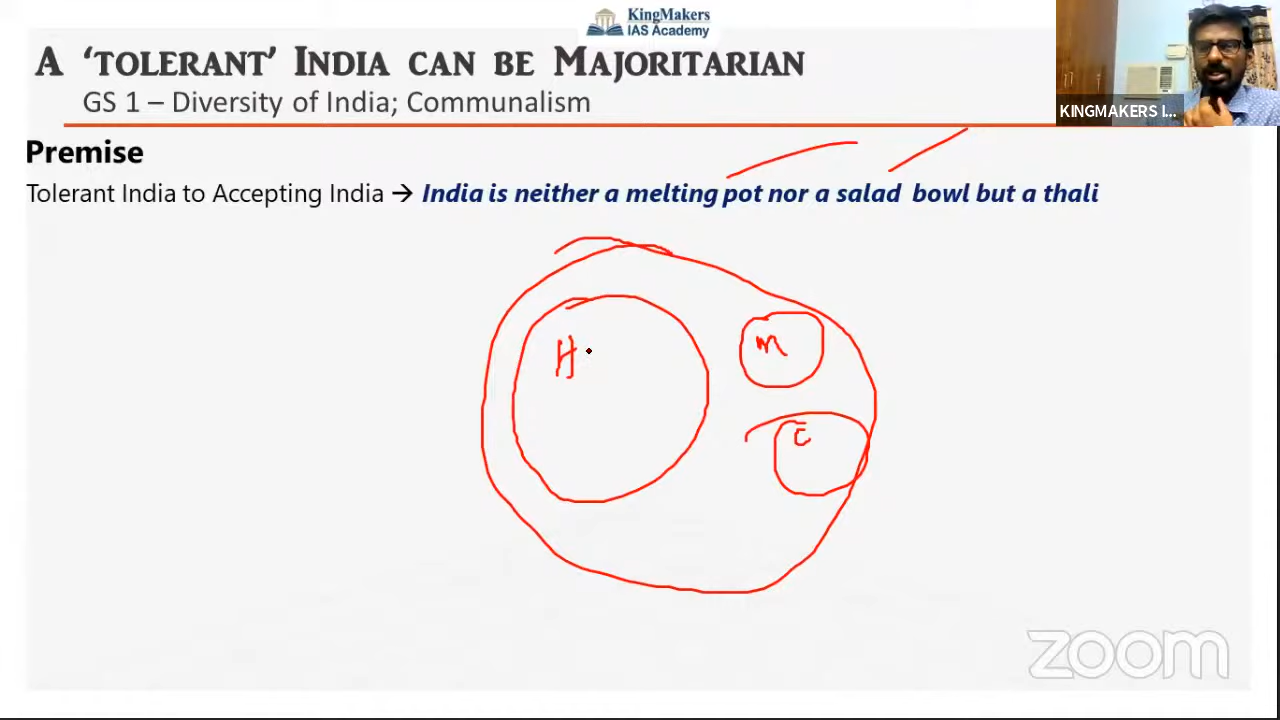 KingMakers
IAS Academy
A ‘tolerant’ India can be Majoritarian
GS 1 – Diversity of India; Communalism
KINGMAKERS I...
Premise
Tolerant India to Accepting India → India is neither a melting pot nor a salad bowl but a thali
H
M
C
zoom